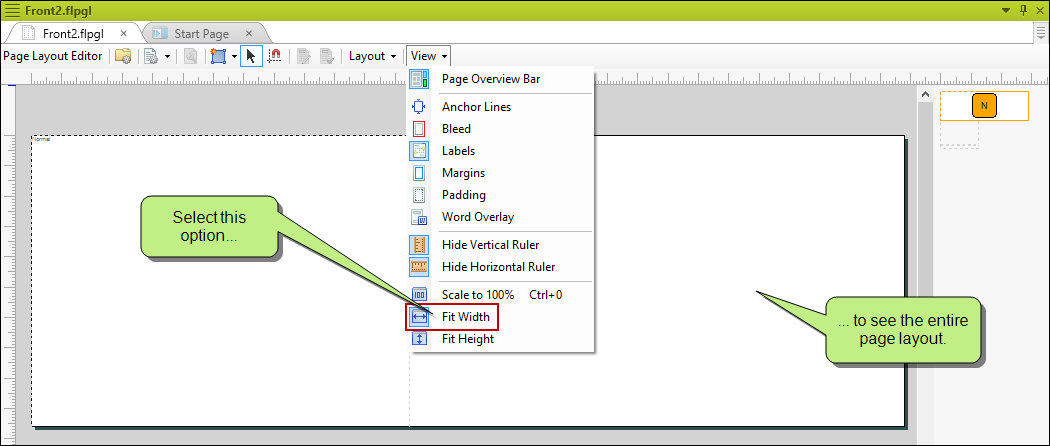 Front2.flpgl
Front2.flpgl
Start Page
Page Layout Editor
Layout
View
Page Overview Bar
Anchor Lines
Bleed
Labels
Margins
Padding
Word Overlay
Hide Vertical Ruler
Hide Horizontal Ruler
Scale to 100% Ctrl+0
Fit Width
Fit Height
N
Normal
Select this
option...
... to see the entire
page layout.